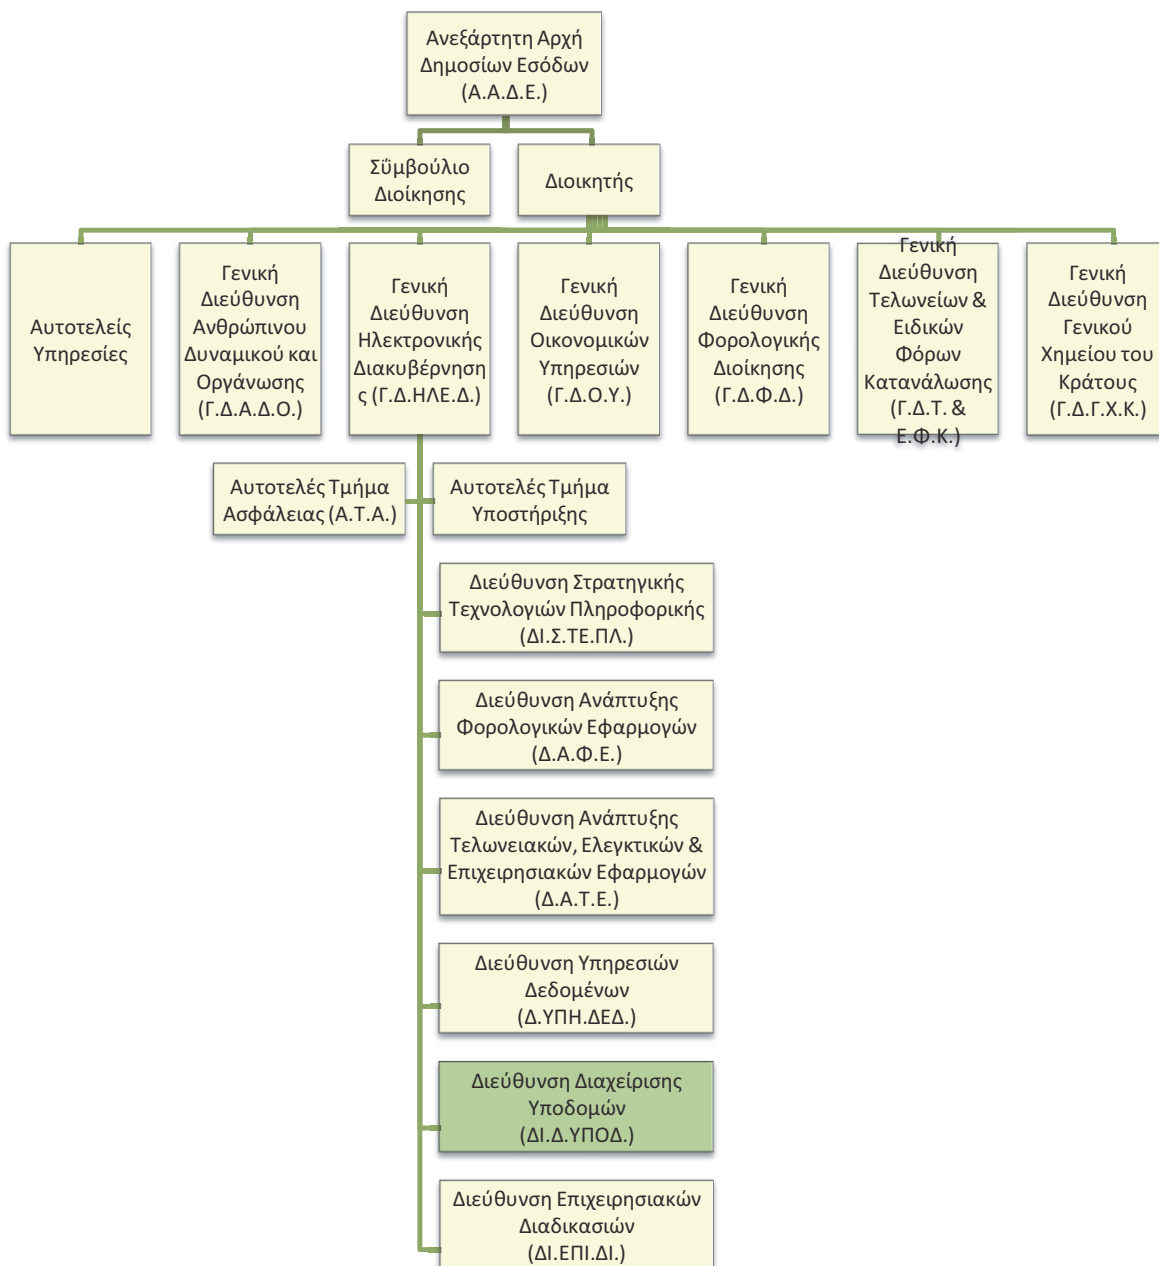 Ανεξάρτητη Αρχή
Δημοσίων Εσόδων
(Α.Α.Δ.Ε.)
Σΰμβούλιο
Διοίκησης
Διοικητής
Αυτοτελείς
Υπηρεσίες
Γενική
Διεύθυνση
Ανθρώπινου
Δυναμικού και
Οργάνωσης
(Γ.Δ.Α.Δ.Ο.)
Γενική
Διεύθυνση
Ηλεκτρονικής
Διακυβέρνηση
ς (Γ.Δ.ΗΛΕ.Δ.)
Γενική
Διεύθυνση
Οικονομικών
Υπηρεσιών
(Γ.Δ.Ο.Υ.)
Γενική
Διεύθυνση
Φορολογικής
Διοίκησης
(Γ.Δ.Φ.Δ.)
Γενική
Διεύθυνση
Τελωνείων &
Ειδικών
Φόρων
Κατανάλωσης
(Γ.Δ.Τ. &
Ε.Φ.Κ.)
Γενική
Διεύθυνση
Γενικού
Χημείου του
Κράτους
(Γ.Δ.Γ.Χ.Κ.)
Αυτοτελές Τμήμα
Ασφάλειας (Α.Τ.Α.)
Αυτοτελές Τμήμα
Υποστήριξης
Διεύθυνση Στρατηγικής
Τεχνολογιών Πληροφορικής
(ΔΙ.Σ.ΤΕ.ΠΛ.)
Διεύθυνση Ανάπτυξης
Φορολογικών Εφαρμογών
(Δ.Α.Φ.Ε.)
Διεύθυνση Ανάπτυξης
Τελωνειακών, Ελεγκτικών &
Επιχειρησιακών Εφαρμογών
(Δ.Α.Τ.Ε.)
Διεύθυνση Υπηρεσιών
Δεδομένων
(Δ.ΥΠΗ.ΔΕΔ.)
Διεύθυνση Διαχείρισης
Υποδομών
(ΔΙ.Δ.ΥΠΟΔ.)
Διεύθυνση Επιχειρησιακών
Διαδικασιών
(ΔΙ.ΕΠΙ.ΔΙ.)